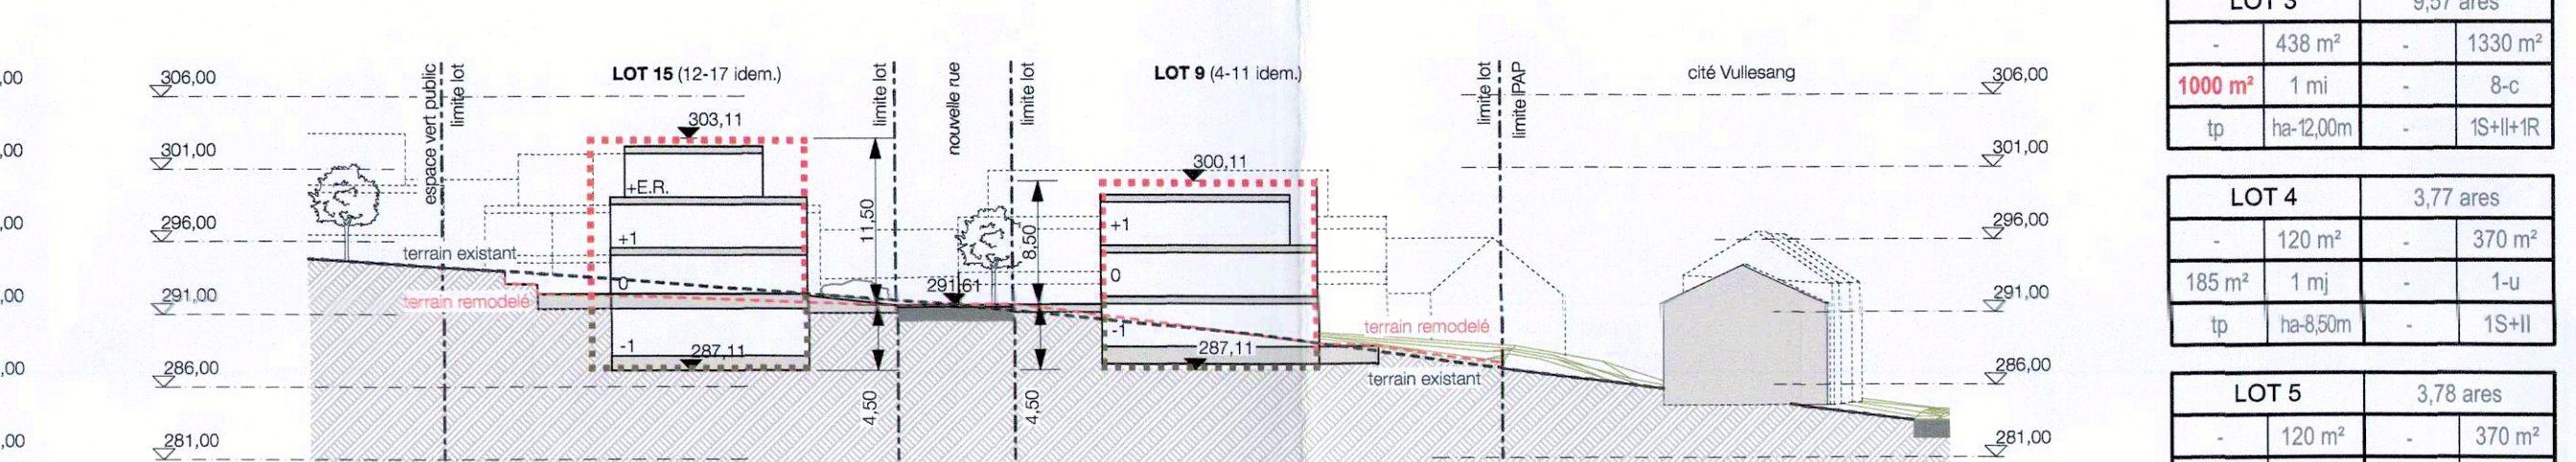 ,00
,00
,00
,00
,00
,00
306,00
301,00
296,00
291,00
286,00
281,00
espace vert public
limite lot
LOT 15 (12-17 idem.)
303,11
+E.R.
+1
0
-1
287,11
terrain existant
terrain remodelé
11,50
4,50
limite lot
nouvelle rue
limite lot
291,61
8,50
4,50
LOT 9 (4-11 idem.)
300,11
+1
0
-1
287,11
terrain remodelé
terrain existant
limite lot
limite PAP
cité Vullesang
306,00
301,00
296,00
291,00
286,00
281,00
LOT 3 9,57 ares
- 438 m² - 1330 m²
1000 m² 1 mi - 8-c
tp ha-12,00m - 1S+II+1R
LOT 4 3,77 ares
- 120 m² - 370 m²
185 m² 1 mj - 1-u
tp ha-8,50m - 1S+II
LOT 5 3,78 ares
- 120 m² - 370 m²